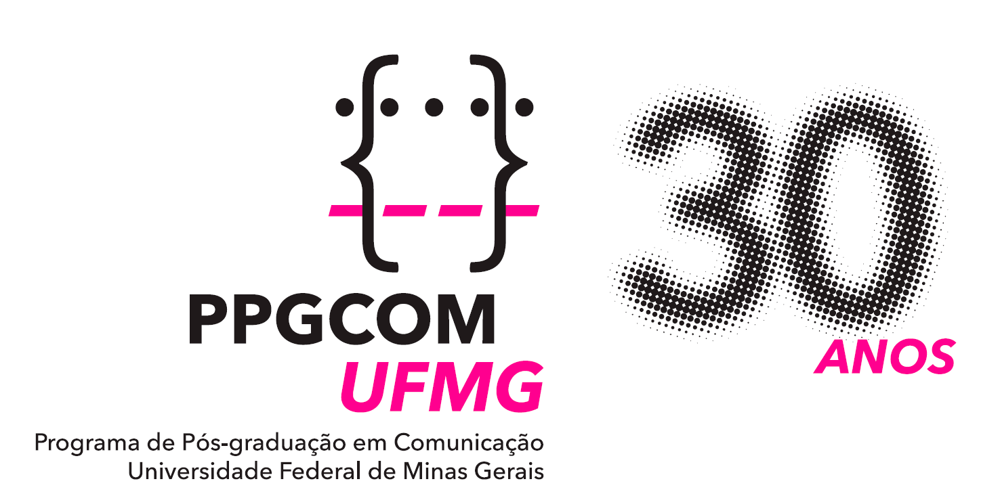 PPGCOM
UFMG
Programa de Pós-graduação em Comunicação
Universidade Federal de Minas Gerais
30
ANOS